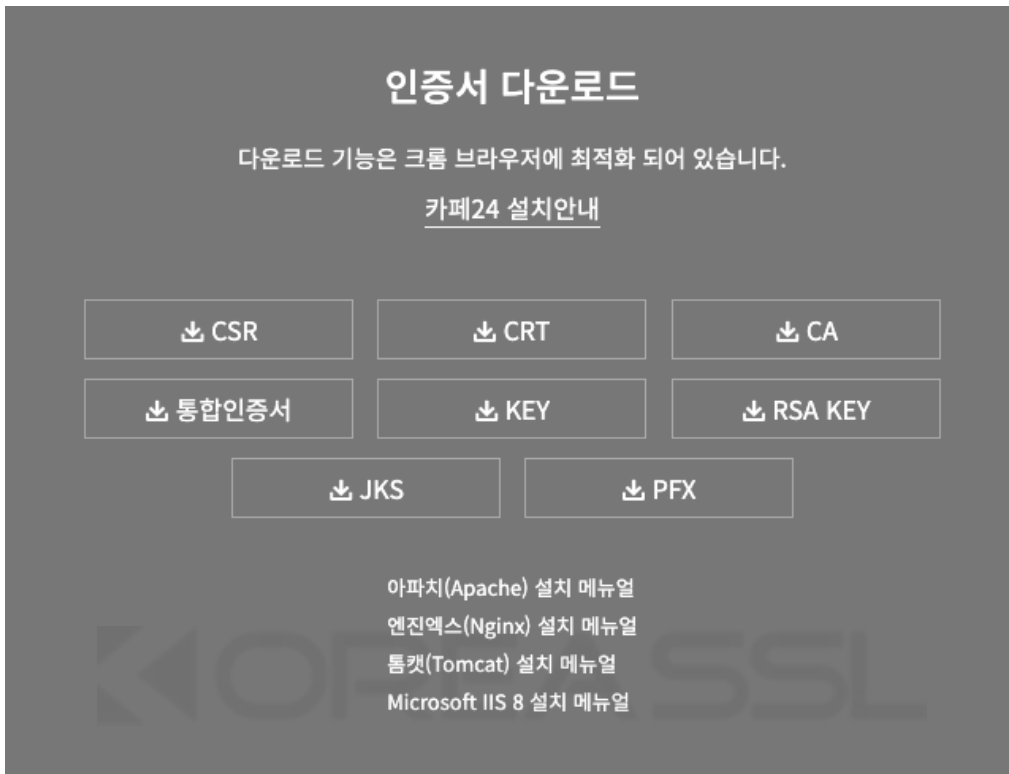 인증서 다운로드
다운로드 기능은 크롬 브라우저에 최적화 되어 있습니다.
카페24 설치안내
CSR
CRT
CA
통합인증서
KEY
RSA KEY
JKS
PFX
아파치(Apache) 설치 메뉴얼
엔진엑스(Nginx) 설치 메뉴얼
톰캣(Tomcat) 설치 메뉴얼
Microsoft IIS 8 설치 메뉴얼
KOREASSL